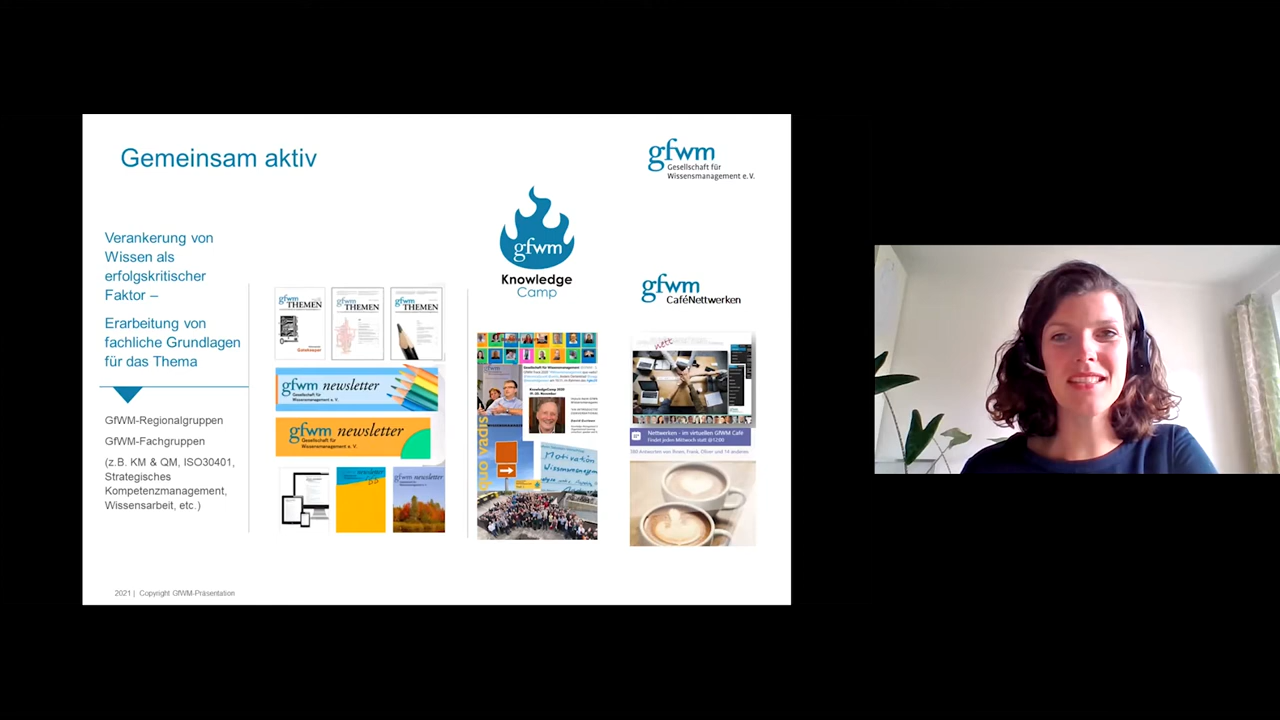 Gemeinsam aktiv
gfwm
Gesellschaft für
Wissensmanagement e.V.
Verankerung von
Wissen als
erfolgskritischer
Faktor –
Erarbeitung von
fachliche Grundlagen
für das Thema
GfWM-Regionalgruppen
GfWM-Fachgruppen
(z.B. KM & QM, ISO30401,
Strategisches
Kompetenzmanagement,
Wissensarbeit, etc.)
gfwm
THEMEN
gfwm
THEMEN
gfwm
THEMEN
gfwm newsletter
Gesellschaft für
Wissensmanagement e. V.
gfwm newsletter
Gesellschaft für
Wissensmanagement e. V.
gfwm newsletter
gfwm
Knowledge
Camp
quo vadis
Motivation
gfwm
CaféNettwerken
nett
Nettwerken - im virtuellen GfWM Café
findet jeden Mittwoch statt @12:00
2021 | Copyright GfWM-Präsentation